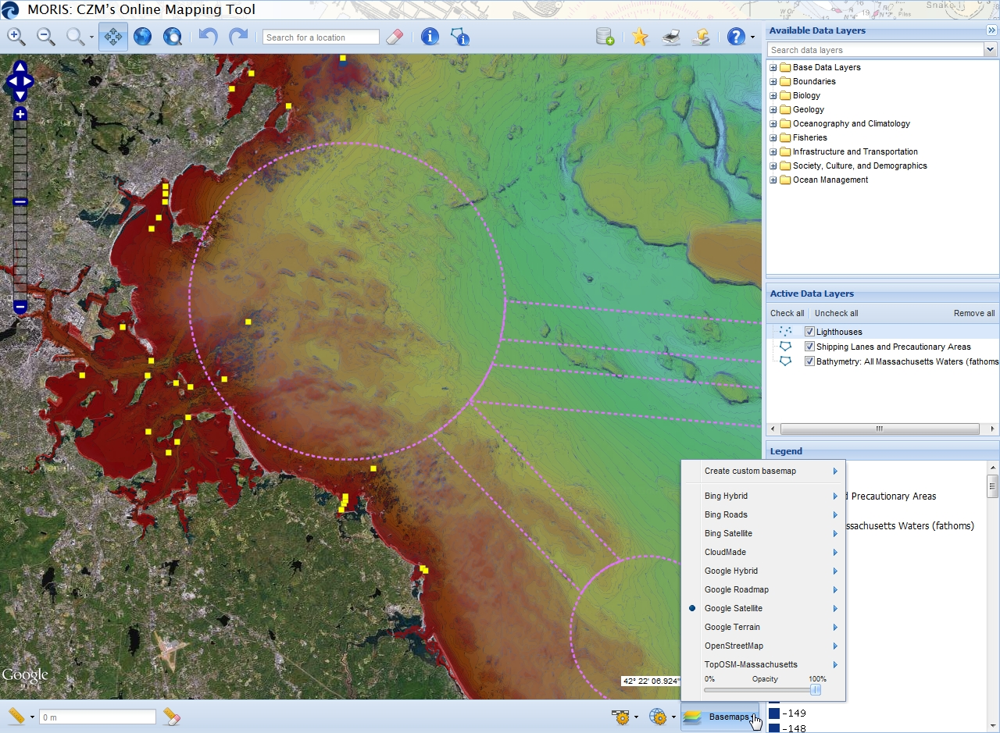 MORIS: CZM's Online Mapping Tool
Snake I
Piles
Search for a location
Available Data Layers
Search data layers
Base Data Layers
Boundaries
Biology
Geology
Oceanography and Climatology
Fisheries
Infrastructure and Transportation
Society, Culture, and Demographics
Ocean Management
Active Data Layers
Check all Uncheck all Remove all
Lighthouses
Shipping Lanes and Precautionary Areas
Bathymetry: All Massachusetts Waters (fathoms
Legend
Precautionary Areas
ssachusetts Waters (fathoms)
Create custom basemap
Bing Hybrid
Bing Roads
Bing Satellite
CloudMade
Google Hybrid
Google Roadmap
Google Satellite
Google Terrain
OpenStreetMap
TopOSM-Massachusetts
0% Opacity 100%
Google
42° 22' 06.924"
-149
-148
0 m
Basemaps